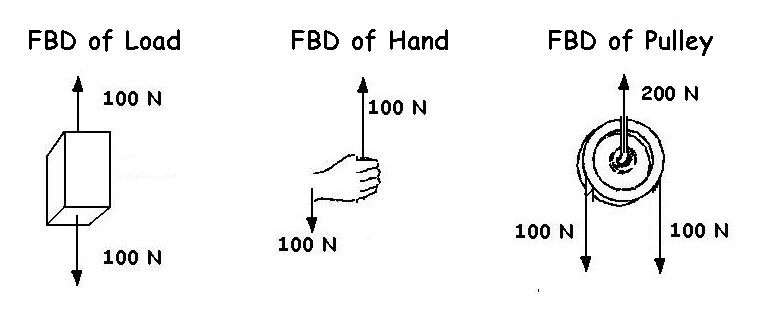 FBD of Load
100 N
100 N
FBD of Hand
100 N
100 N
FBD of Pulley
200 N
100 N
100 N